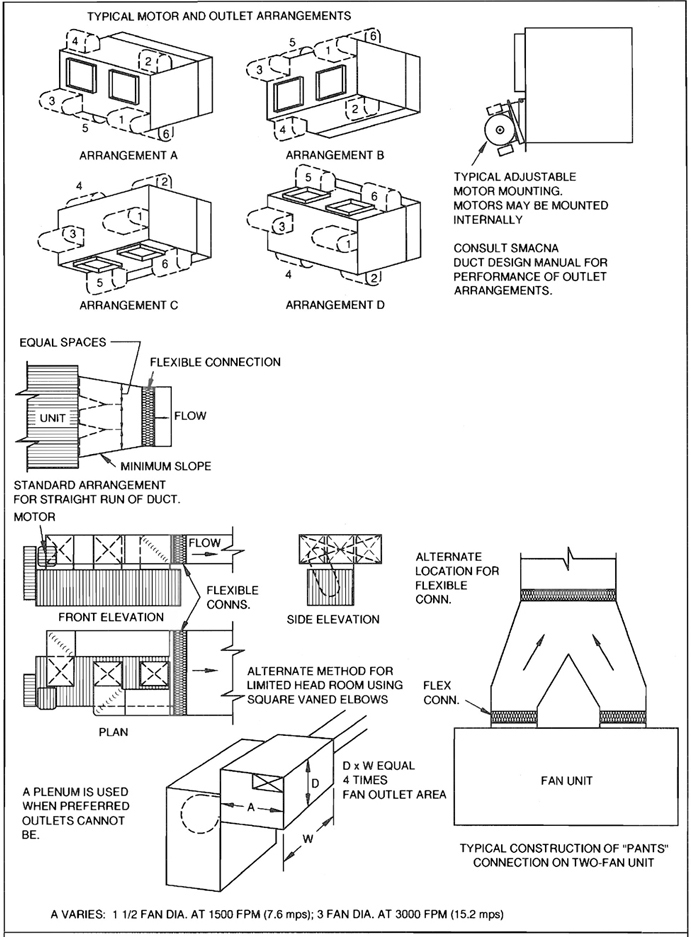 TYPICAL MOTOR AND OUTLET ARRANGEMENTS
4
2
3
1
5
6
ARRANGEMENT A
5
6
1
3
2
4
ARRANGEMENT B
TYPICAL ADJUSTABLE
MOTOR MOUNTING.
MOTORS MAY BE MOUNTED
INTERNALLY
4
2
3
1
6
5
ARRANGEMENT C
5
6
3
1
4
2
ARRANGEMENT D
CONSULT SMACNA
DUCT DESIGN MANUAL FOR
PERFORMANCE OF OUTLET
ARRANGEMENTS.
EQUAL SPACES
FLEXIBLE CONNECTION
UNIT
FLOW
MINIMUM SLOPE
STANDARD ARRANGEMENT
FOR STRAIGHT RUN OF DUCT.
MOTOR
FLOW
FRONT ELEVATION
FLEXIBLE
CONNS.
SIDE ELEVATION
ALTERNATE
LOCATION FOR
FLEXIBLE
CONN.
PLAN
ALTERNATE METHOD FOR
LIMITED HEAD ROOM USING
SQUARE VANED ELBOWS
FLEX
CONN.
FAN UNIT
A PLENUM IS USED
WHEN PREFERRED
OUTLETS CANNOT
BE.
A
D
W
D x W EQUAL
4 TIMES
FAN OUTLET AREA
TYPICAL CONSTRUCTION OF "PANTS"
CONNECTION ON TWO-FAN UNIT
A VARIES: 1 1/2 FAN DIA. AT 1500 FPM (7.6 mps); 3 FAN DIA. AT 3000 FPM (15.2 mps)